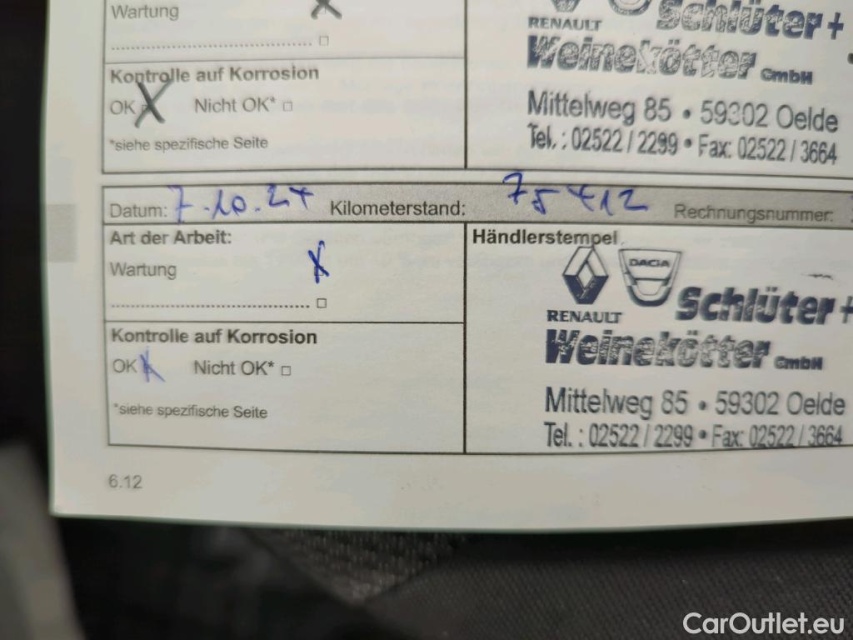 Wartung
RENAULT
Schlüter+
Weinekötter GmbH
Kontrolle auf Korrosion
OK Nicht OK*
*siehe spezifische Seite
Mittelweg 85 • 59302 Oelde
Tel.: 02522 / 2299 • Fax: 02522 / 3664
Datum: 7.10.24 Kilometerstand: 75412 Rechnungsnummer:
Art der Arbeit:
Wartung
Händlerstempel
DACIA
RENAULT
Schlüter+
Weinekötter GmbH
Kontrolle auf Korrosion
OK Nicht OK*
*siehe spezifische Seite
Mittelweg 85 • 59302 Oelde
Tel.: 02522 / 2299 • Fax: 02522 / 3664
6.12
CarOutlet.eu